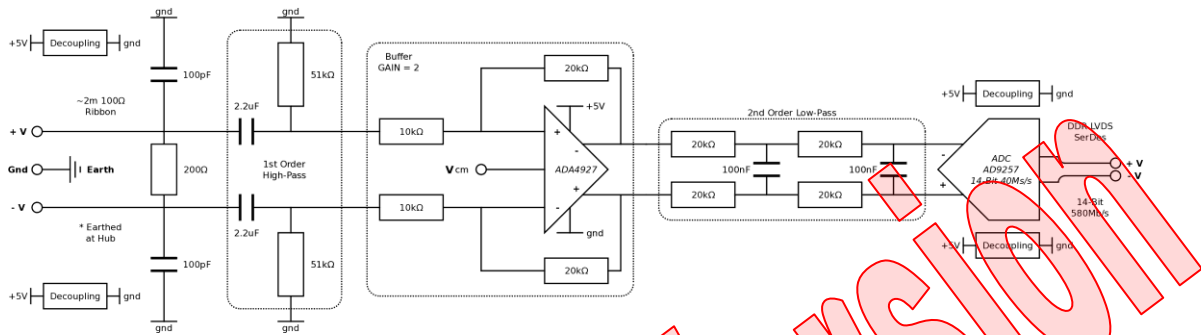 gnd
gnd
+5V
Decoupling
gnd
100pF
51kΩ
Buffer
GAIN = 2
20kΩ
~2m 100Ω
Ribbon
2.2uF
+5V
+5V
Decoupling
gnd
2nd Order Low-Pass
DDR LVDS
SerDes
+ V
10kΩ
+
-
20kΩ
20kΩ
-
Gnd
Earth
200Ω
1st Order
High-Pass
Vcm
ADA4927
100nF
100nF
ADC
AD9257
14-Bit 40Ms/s
+ V
- V
+
+
- V
10kΩ
-
20kΩ
20kΩ
14-Bit
580Mb/s
* Earthed
at Hub
2.2uF
gnd
+5V
Decoupling
gnd
100pF
51kΩ
20kΩ
+5V
Decoupling
gnd
gnd
gnd